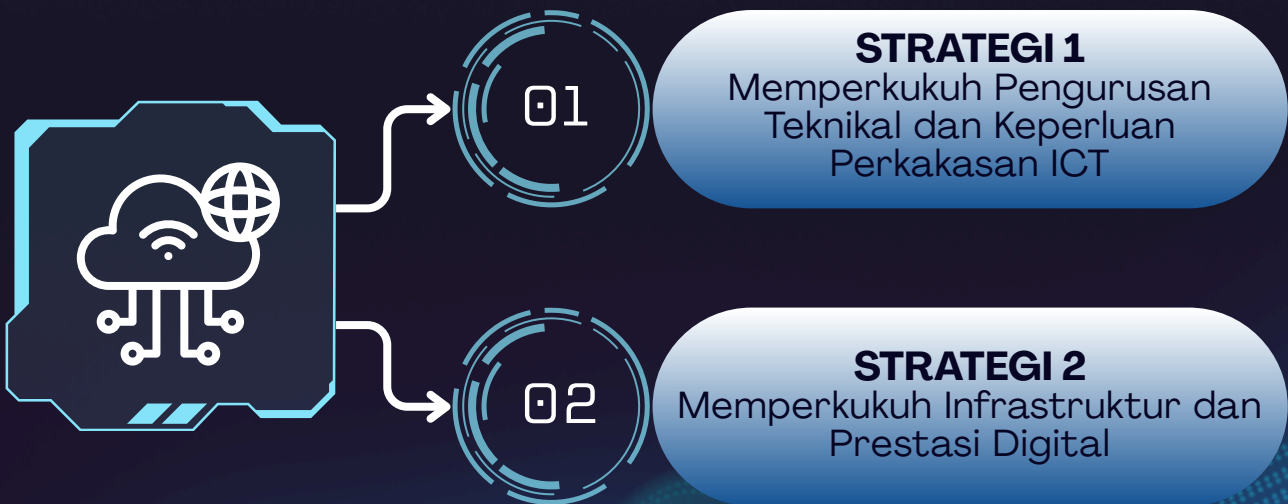 01
STRATEGI 1
Memperkukuh Pengurusan
Teknikal dan Keperluan
Perkakasan ICT
02
STRATEGI 2
Memperkukuh Infrastruktur dan
Prestasi Digital